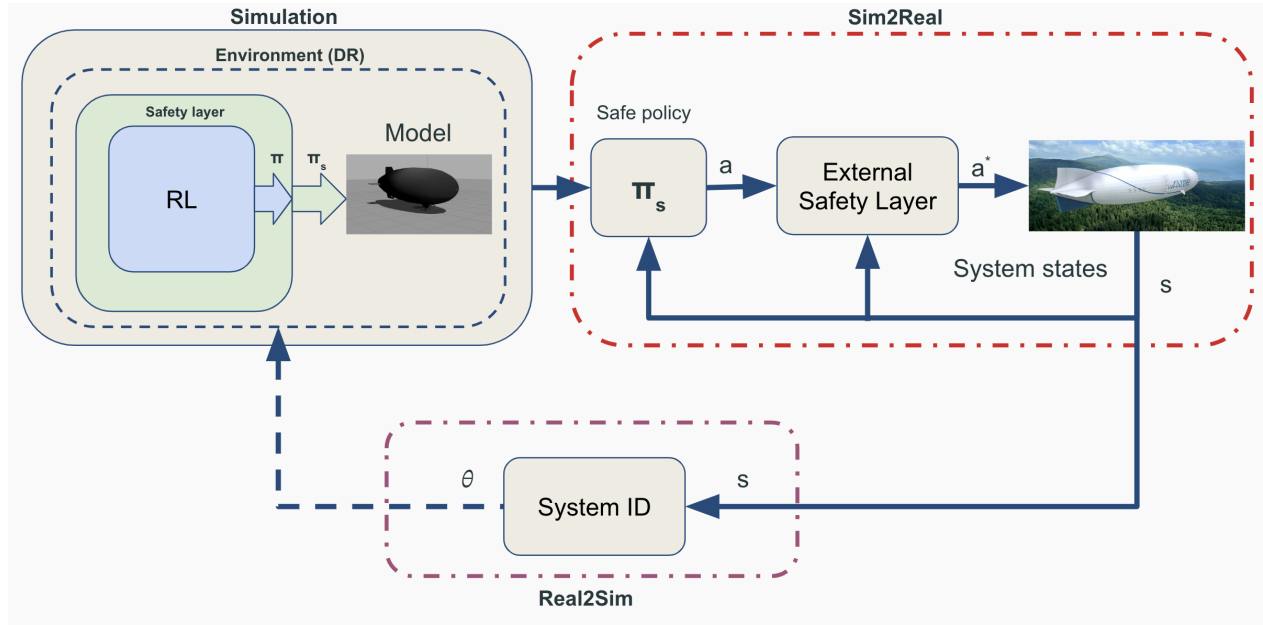 Simulation
Sim2Real
Environment (DR)
Safety layer
RL
π
πs
Model
Safe policy
πs
a
External
Safety Layer
a*
System states
s
θ
System ID
s
Real2Sim